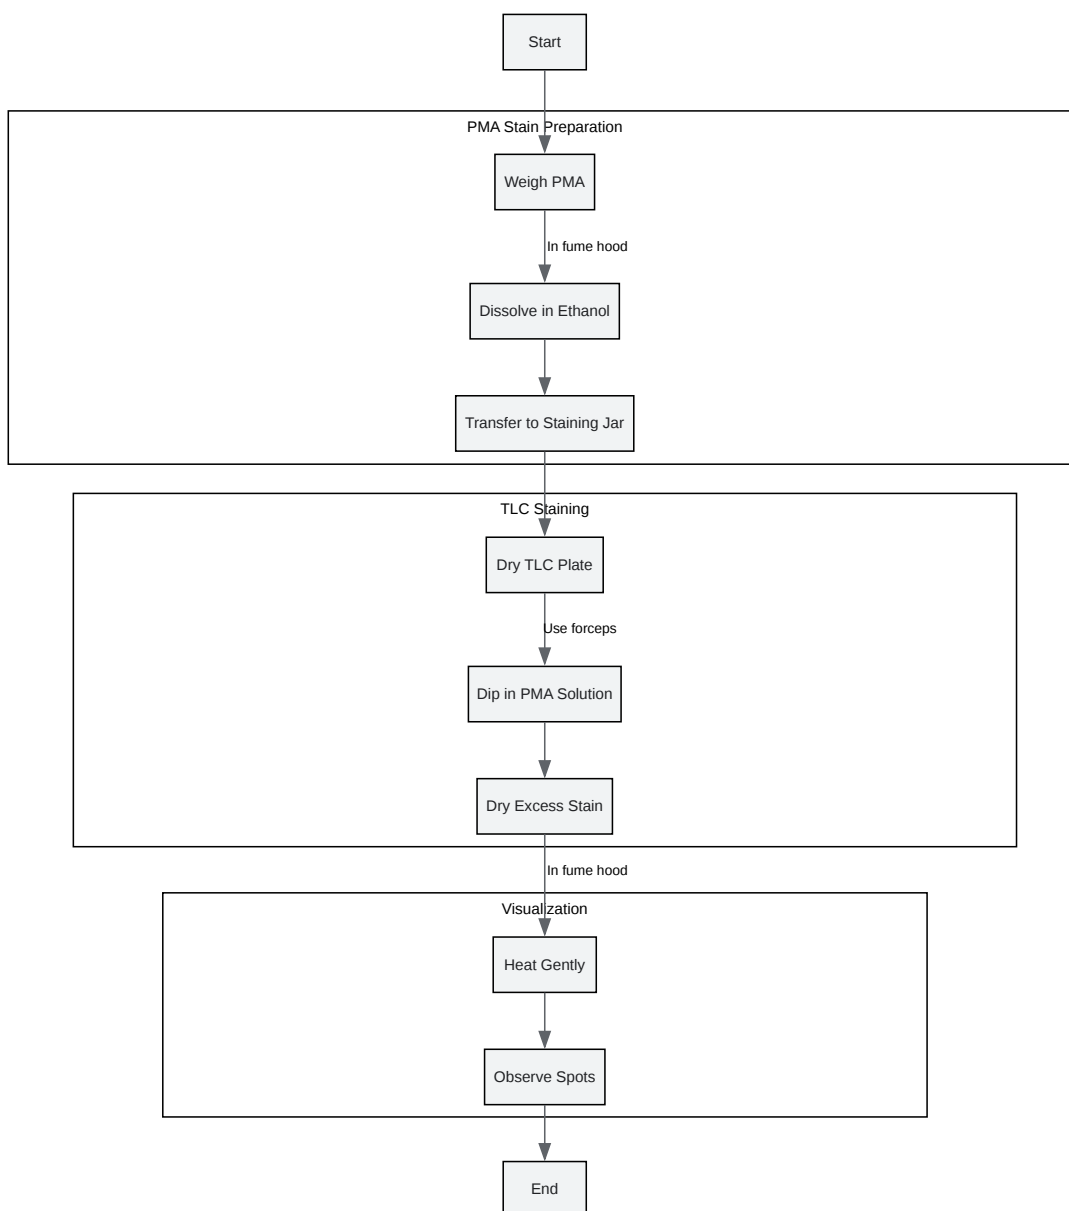 Start
PMA Stain Preparation
Weigh PMA
In fume hood
Dissolve in Ethanol
Transfer to Staining Jar
TLC Staining
Dry TLC Plate
Use forceps
Dip in PMA Solution
Dry Excess Stain
In fume hood
Visualization
Heat Gently
Observe Spots
End